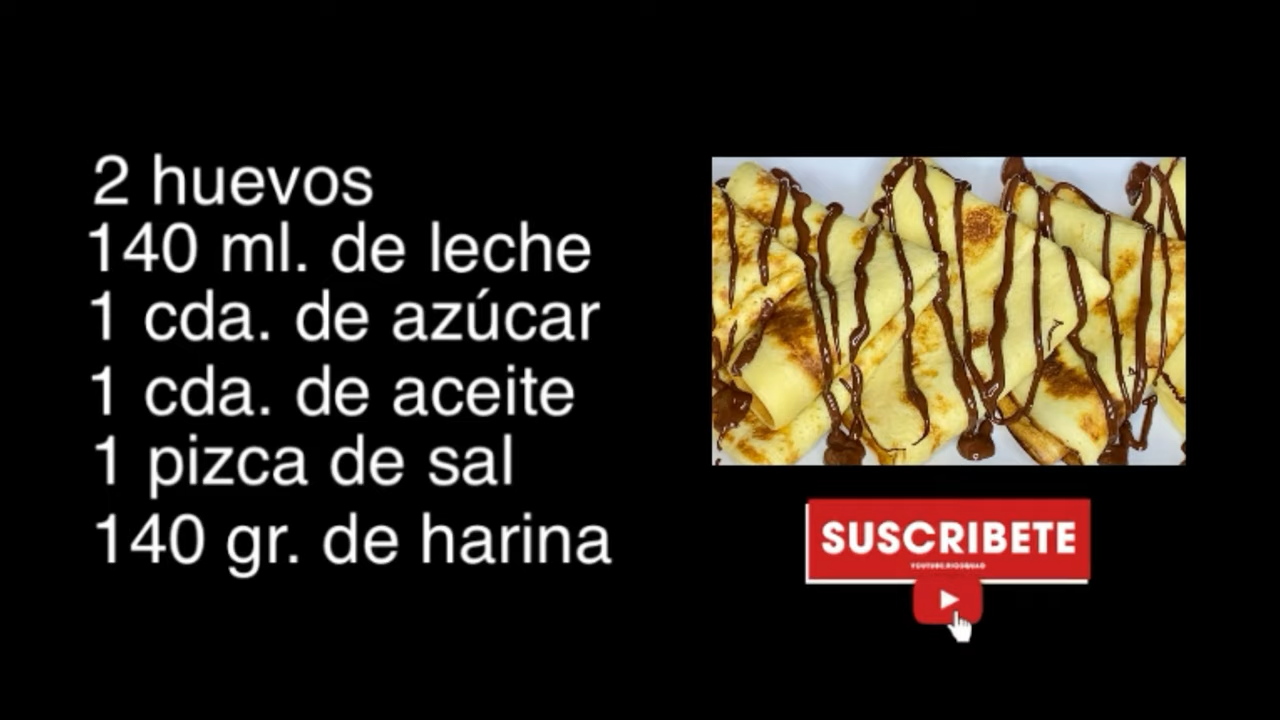 2 huevos
140 ml. de leche
1 cda. de azúcar
1 cda. de aceite
1 pizca de sal
140 gr. de harina
SUSCRIBETE